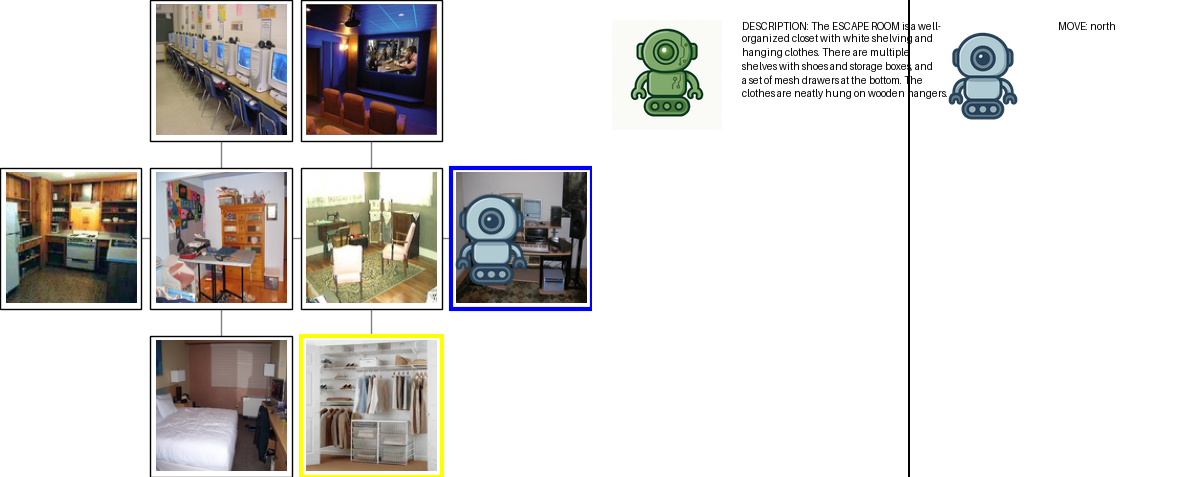 DESCRIPTION: The ESCAPE ROOM is a well-
organized closet with white shelving and
hanging clothes. There are multiple
shelves with shoes and storage boxes, and
a set of mesh drawers at the bottom. The
clothes are neatly hung on wooden hangers.
MOVE: north